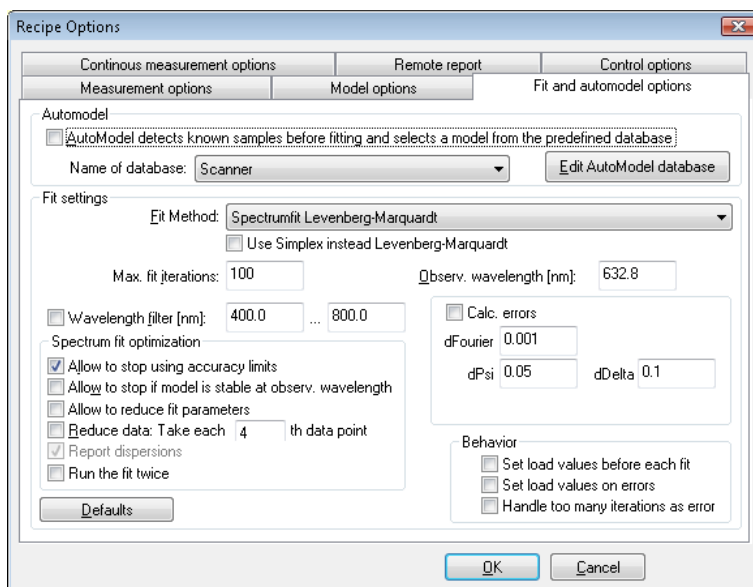 Recipe Options
Continous measurement options Remote report Control options
Measurement options Model options Fit and automodel options
Automodel
AutoModel detects known samples before fitting and selects a model from the predefined database
Name of database: Scanner Edit AutoModel database
Fit settings
Fit Method: Spectrumfit Levenberg-Marquardt
Use Simplex instead Levenberg-Marquardt
Max. fit iterations: 100 Observ. wavelength [nm]: 632.8
Wavelength filter [nm]: 400.0 ... 800.0
Calc. errors
dFourier 0.001
dPsi 0.05 dDelta 0.1
Spectrum fit optimization
Allow to stop using accuracy limits
Allow to stop if model is stable at observ. wavelength
Allow to reduce fit parameters
Reduce data: Take each 4 th data point
Report dispersions
Run the fit twice
Behavior
Set load values before each fit
Set load values on errors
Handle too many iterations as error
Defaults
OK Cancel